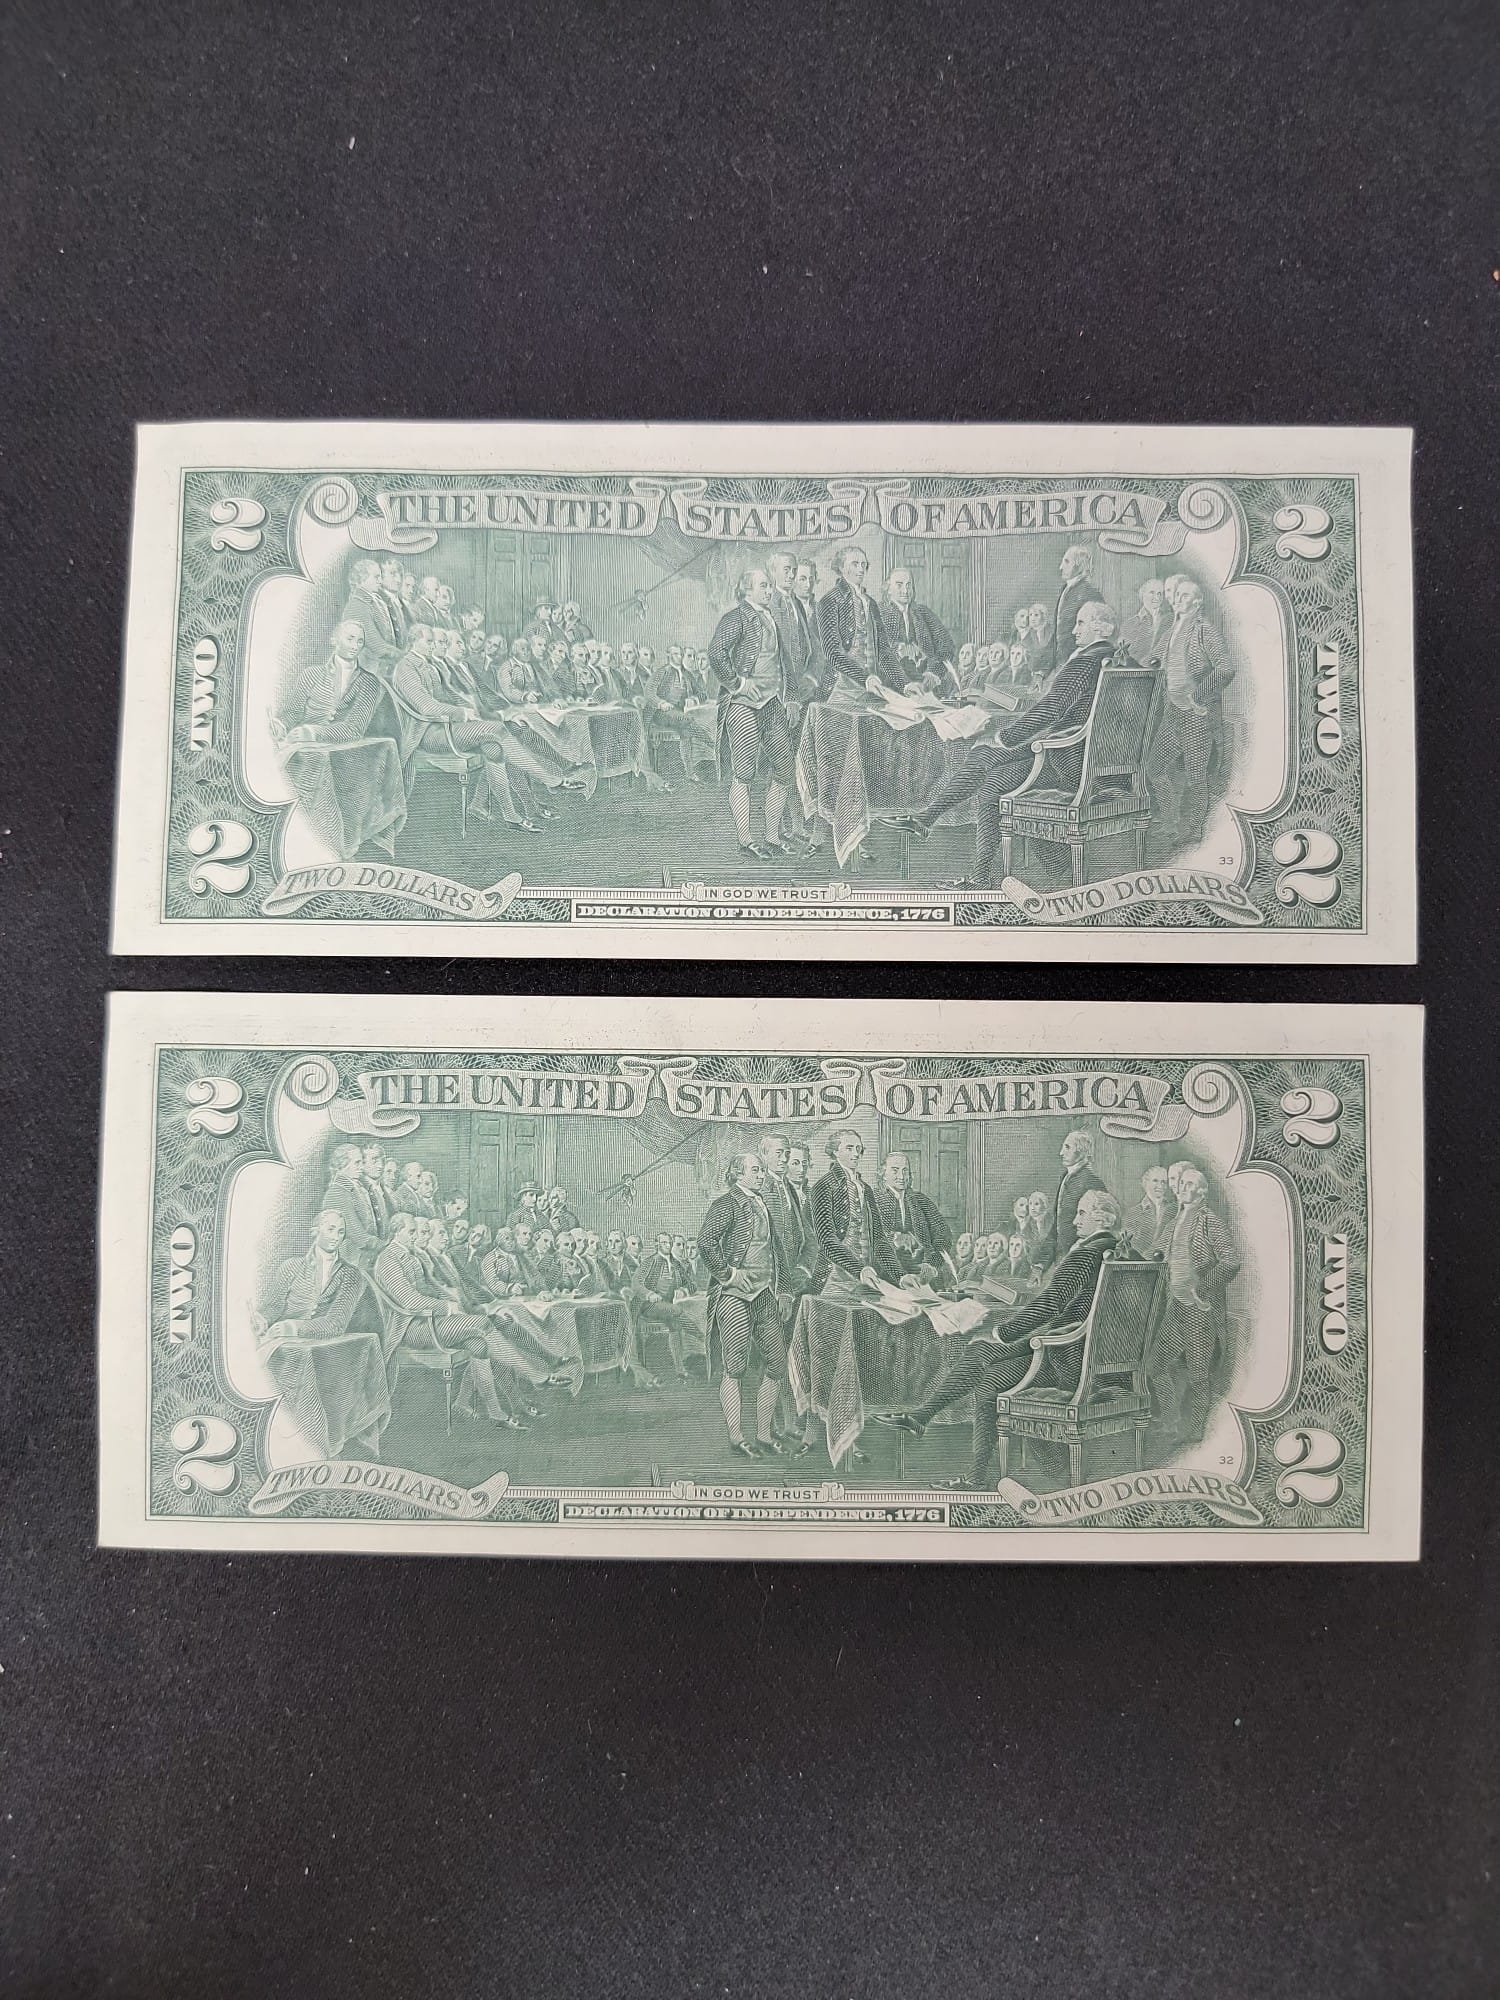 2 THE UNITED STATES OF AMERICA 2
TWO TWO
2 2
33
TWO DOLLARS IN GOD WE TRUST TWO DOLLARS
DECLARATION OF INDEPENDENCE, 1776
2 THE UNITED STATES OF AMERICA 2
TWO TWO
2 2
32
TWO DOLLARS IN GOD WE TRUST TWO DOLLARS
DECLARATION OF INDEPENDENCE, 1776